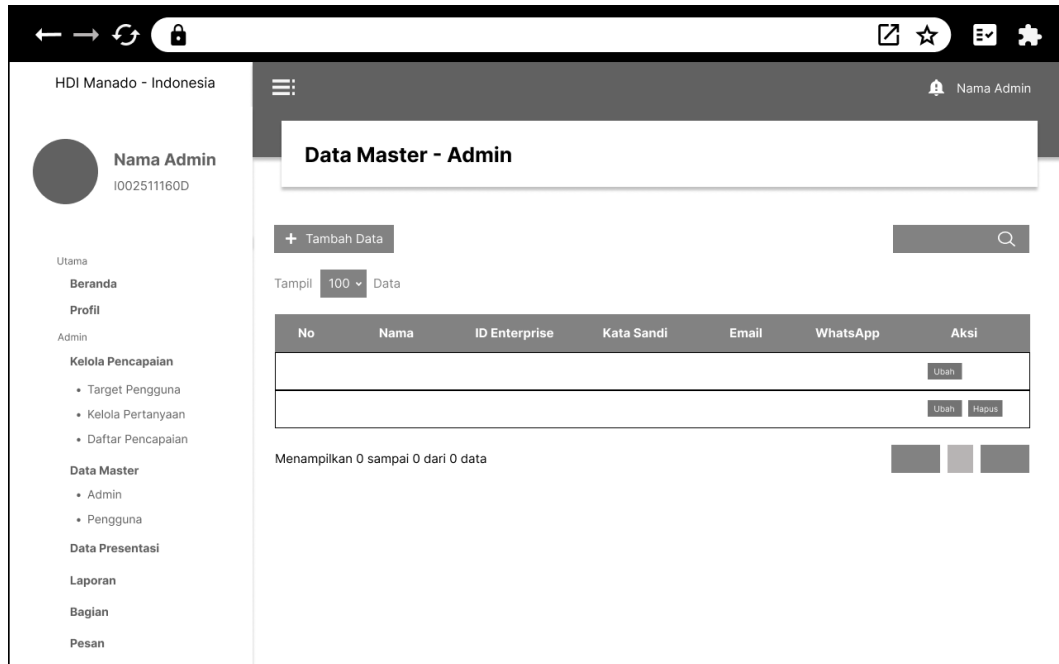 HDI Manado - Indonesia
Nama Admin
Nama Admin
I002511160D
Data Master - Admin
Utama
Beranda
Profil
Admin
Kelola Pencapaian
• Target Pengguna
• Kelola Pertanyaan
• Daftar Pencapaian
Data Master
• Admin
• Pengguna
Data Presentasi
Laporan
Bagian
Pesan
+ Tambah Data
Tampil 100 Data
No Nama ID Enterprise Kata Sandi Email WhatsApp Aksi
Ubah
Ubah Hapus
Menampilkan 0 sampai 0 dari 0 data